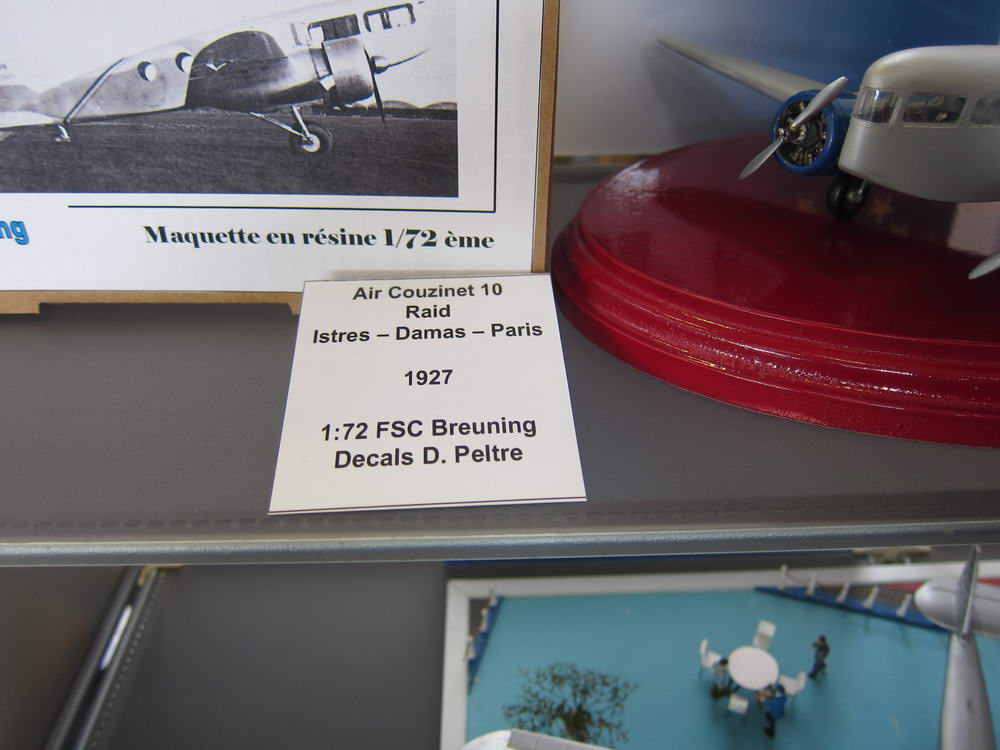 Maquette en résine 1/72 ème
Air Couzinet 10
Raid
Istres – Damas – Paris
1927
1:72 FSC Breuning
Decals D. Peltre